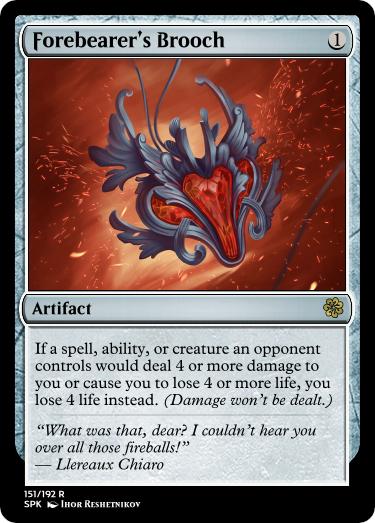 Forebearer's Brooch 1
Artifact
If a spell, ability, or creature an opponent
controls would deal 4 or more damage to
you or cause you to lose 4 or more life, you
lose 4 life instead. (Damage won't be dealt.)
"What was that, dear? I couldn't hear you
over all those fireballs!"
— Llereaux Chiaro
151/192 R
SPK Ihor Reshetnikov